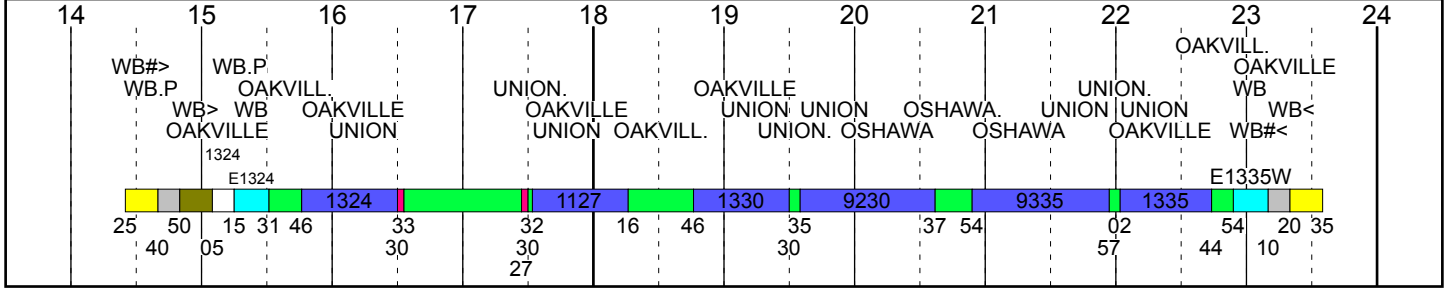 14 15 16 17 18 19 20 21 22 23 24
OAKVILL.
WB#> WB.P OAKVILLE
WB.P OAKVILL. UNION. OAKVILLE UNION. WB
WB> WB OAKVILLE OAKVILLE UNION UNION OSHAWA. UNION UNION WB<
OAKVILLE UNION UNION OAKVILL. UNION. OSHAWA OSHAWA OAKVILLE WB#<
1324
E1324 E1335W
1324 1127 1330 9230 9335 1335
25 50 15 31 46 33 32 16 46 35 37 54 02 54 20 35
40 05 30 30 30 57 44 10
27